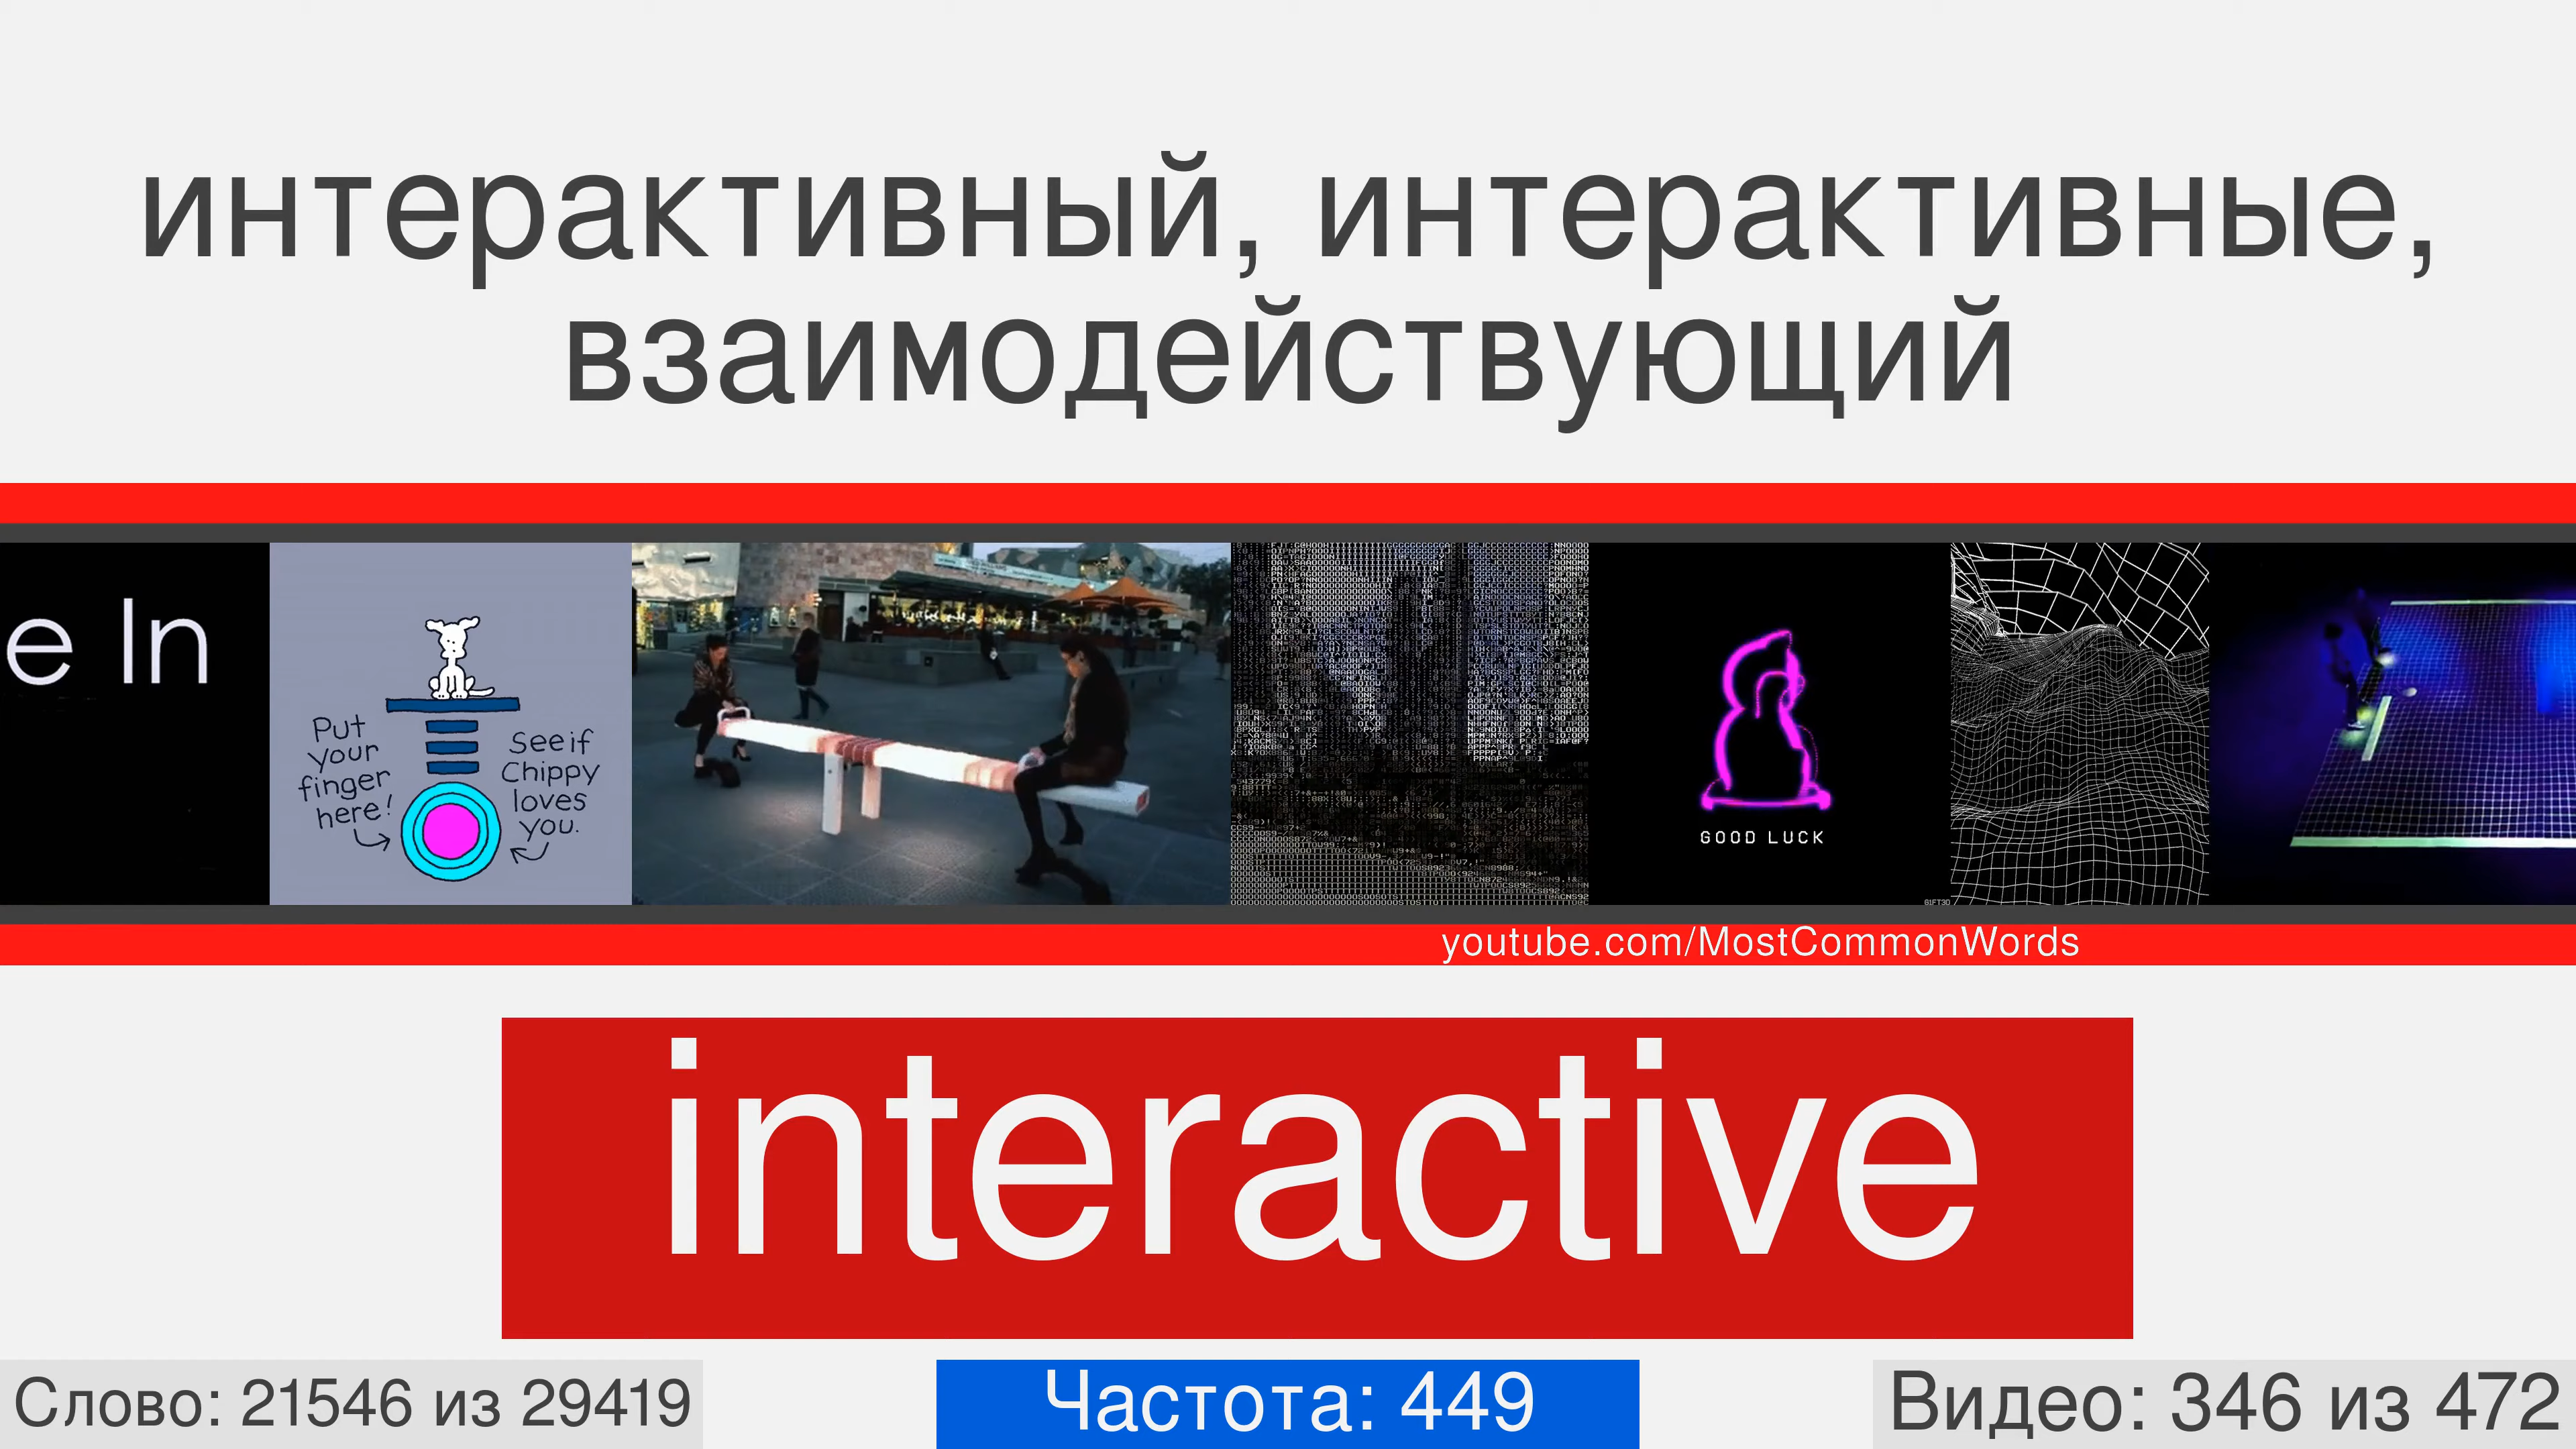 интерактивный, интерактивные,
взаимодействующий
e In
Put
your
finger
here!
See if
Chippy
loves
you.
GOOD LUCK
youtube.com/MostCommonWords
interactive
Слово: 21546 из 29419
Частота: 449
Видео: 346 из 472